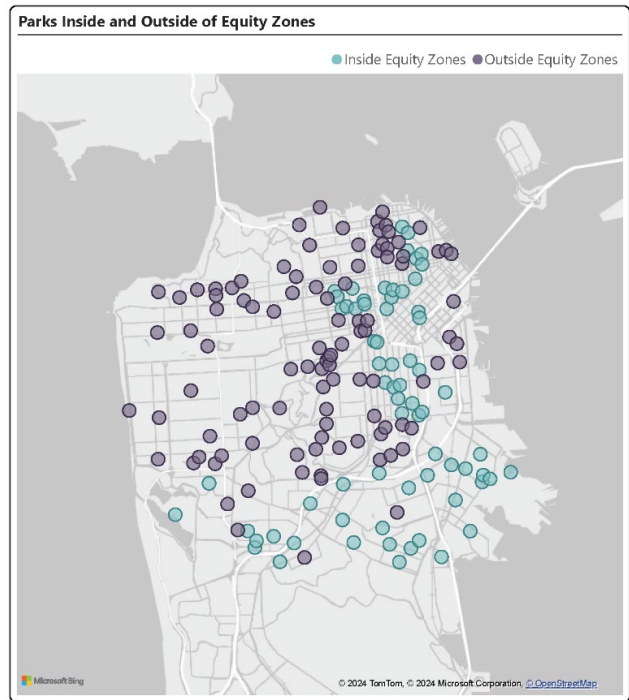 Parks Inside and Outside of Equity Zones
Inside Equity Zones Outside Equity Zones
Microsoft Bing
© 2024 TomTom, © 2024 Microsoft Corporation, © OpenStreetMap